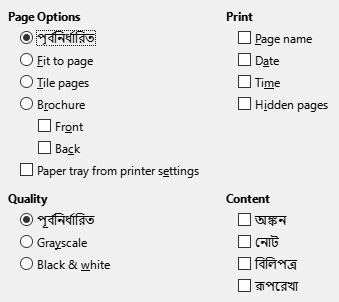 Page Options
পূর্বনির্ধারিত
Fit to page
Tile pages
Brochure
Front
Back
Paper tray from printer settings
Print
Page name
Date
Time
Hidden pages
Quality
পূর্বনির্ধারিত
Grayscale
Black & white
Content
অঙ্কন
নোট
বিলিপত্র
রূপরেখা